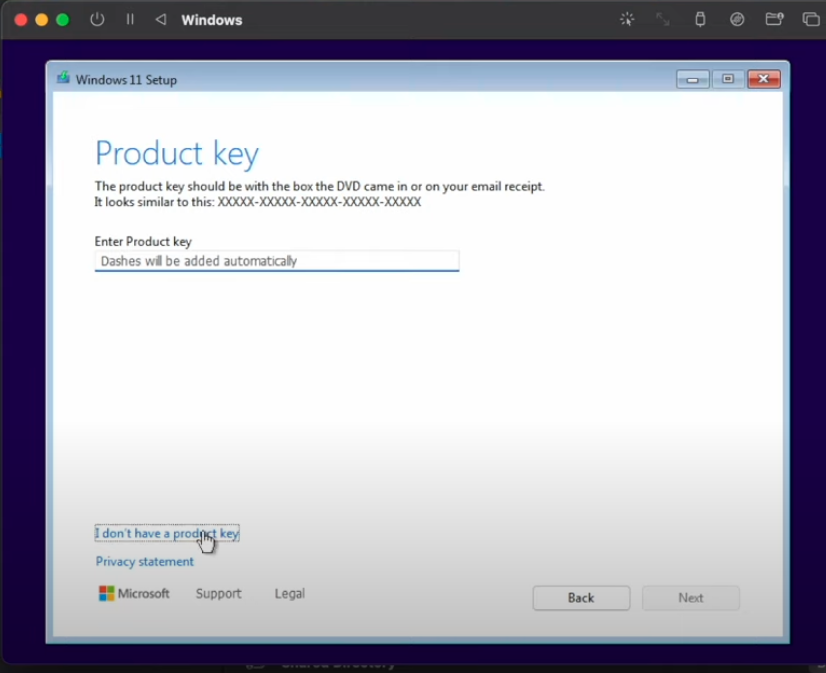 Windows
Windows 11 Setup
Product key
The product key should be with the box the DVD came in or on your email receipt.
It looks similar to this: XXXXX-XXXXX-XXXXX-XXXXX-XXXXX
Enter Product key
Dashes will be added automatically
I don't have a product key
Privacy statement
Microsoft Support Legal
Back Next
Shared Directory